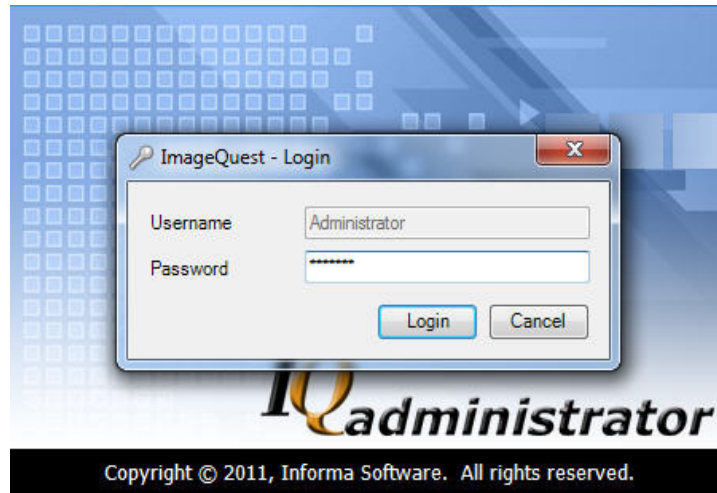 ImageQuest - Login
Username Administrator
Password *******
Login Cancel
IQadministrator
Copyright © 2011, Informa Software. All rights reserved.